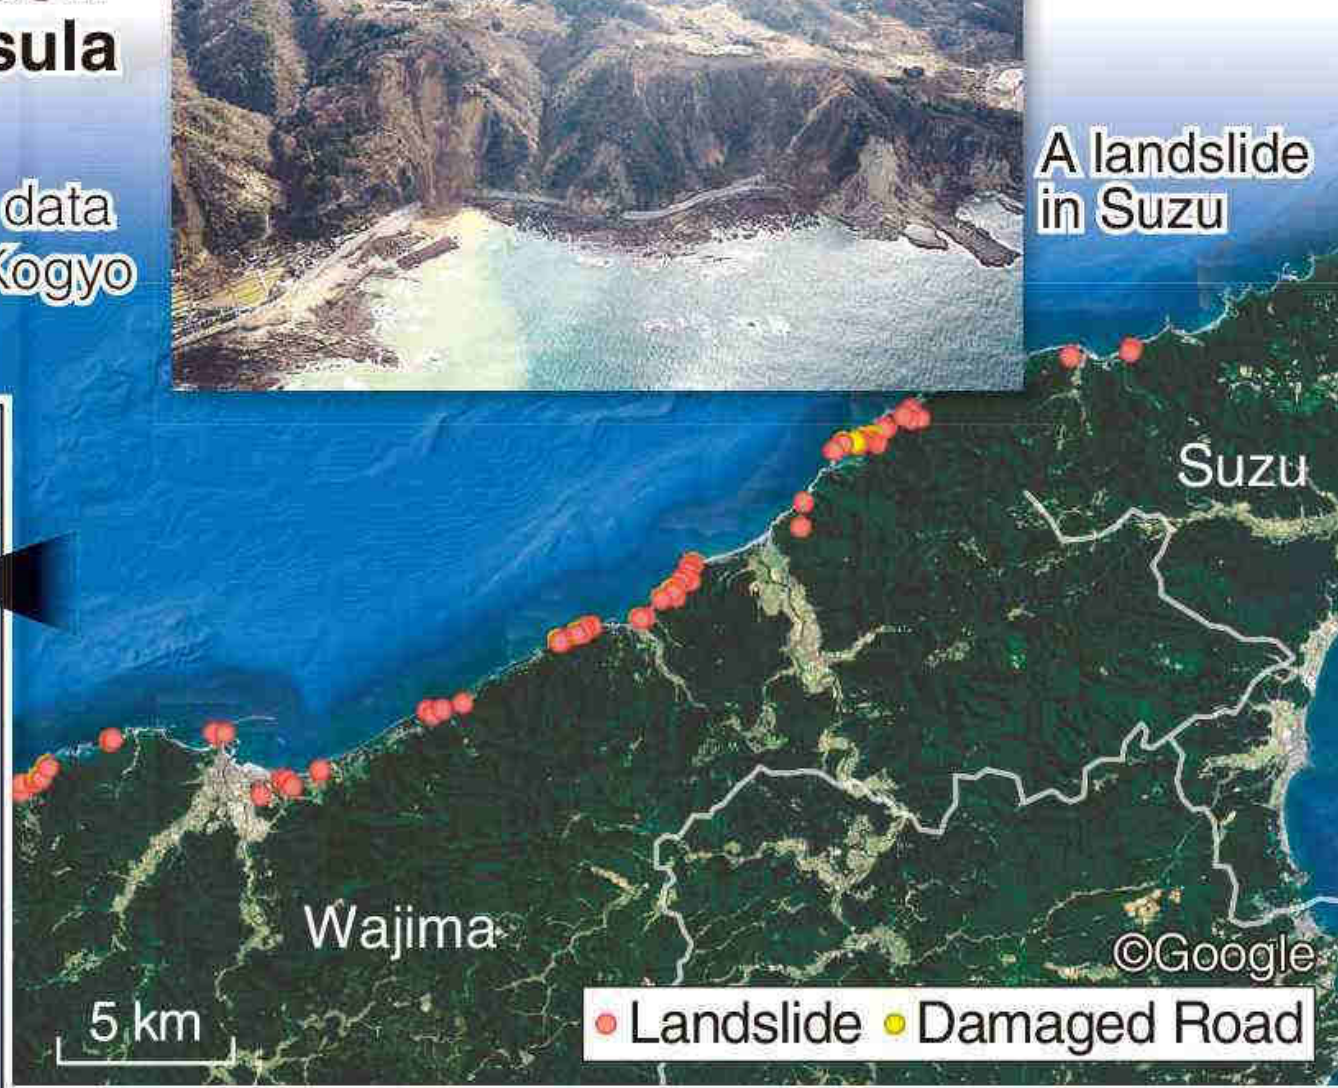 sula
data
Kogyo
A landslide
in Suzu
Suzu
Wajima
©Google
5 km
Landslide Damaged Road